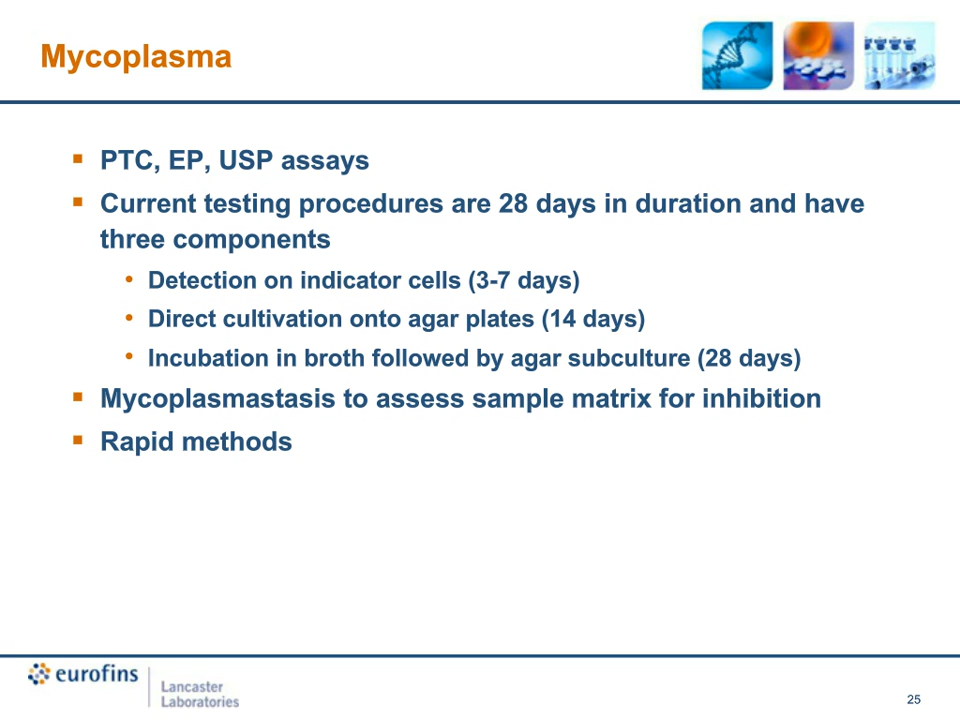 Mycoplasma
PTC, EP, USP assays
Current testing procedures are 28 days in duration and have
three components
Detection on indicator cells (3-7 days)
Direct cultivation onto agar plates (14 days)
Incubation in broth followed by agar subculture (28 days)
Mycoplasmastasis to assess sample matrix for inhibition
Rapid methods
eurofins
Lancaster
Laboratories
25